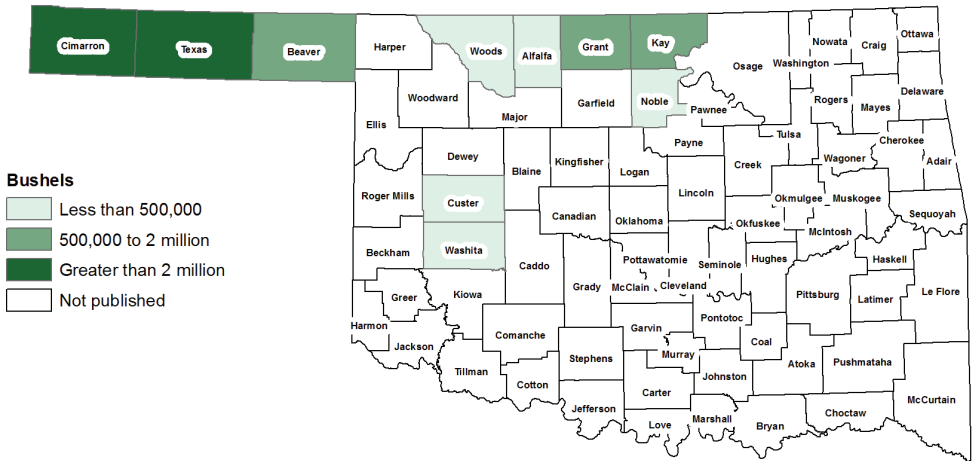 Cimarron
Texas
Beaver
Harper
Woods
Alfalfa
Grant
Kay
Osage
Nowata
Washington
Craig
Ottawa
Woodward
Major
Garfield
Noble
Pawnee
Rogers
Mayes
Delaware
Ellis
Dewey
Blaine
Kingfisher
Logan
Payne
Creek
Tulsa
Wagoner
Cherokee
Adair
Bushels
Less than 500,000
500,000 to 2 million
Greater than 2 million
Not published
Roger Mills
Custer
Canadian
Oklahoma
Lincoln
Okfuskee
Okmulgee
Muskogee
McIntosh
Sequoyah
Beckham
Washita
Caddo
Grady
McClain
Pottawatomie
Cleveland
Seminole
Hughes
Pittsburg
Haskell
Latimer
Le Flore
Greer
Kiowa
Harmon
Jackson
Comanche
Tillman
Cotton
Stephens
Jefferson
Garvin
Murray
Carter
Love
Pontotoc
Coal
Johnston
Marshall
Atoka
Bryan
Pushmataha
Choctaw
McCurtain